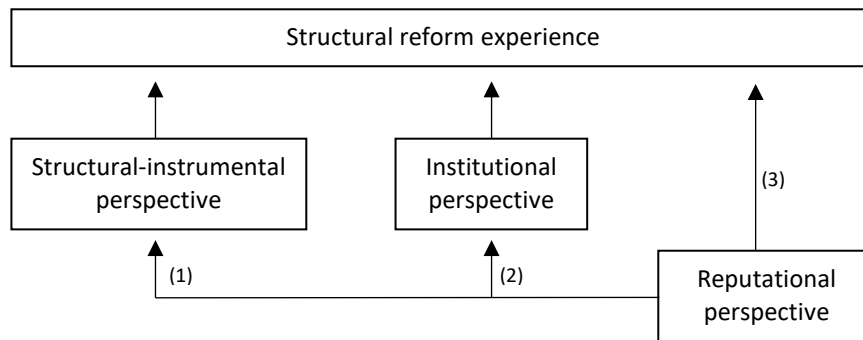 Structural reform experience
Structural-instrumental
perspective
Institutional
perspective
(3)
(1)
(2)
Reputational
perspective